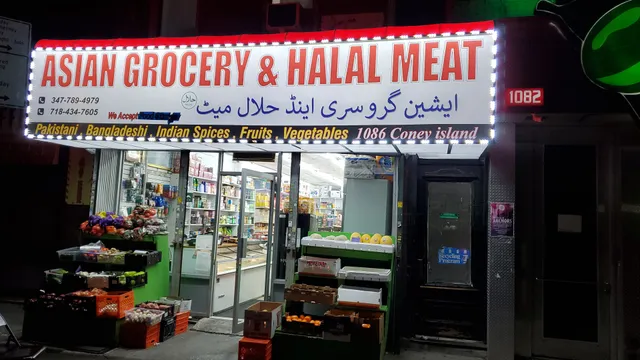 ASIAN GROCERY & HALAL MEAT
347-789-4979
718-434-7605
We Accept
حلال
ایشین گروسری اینڈ حلال میٹ
Pakistani , Bangladeshi , Indian Spices , Fruits , Vegetables 1086 Coney island
1082